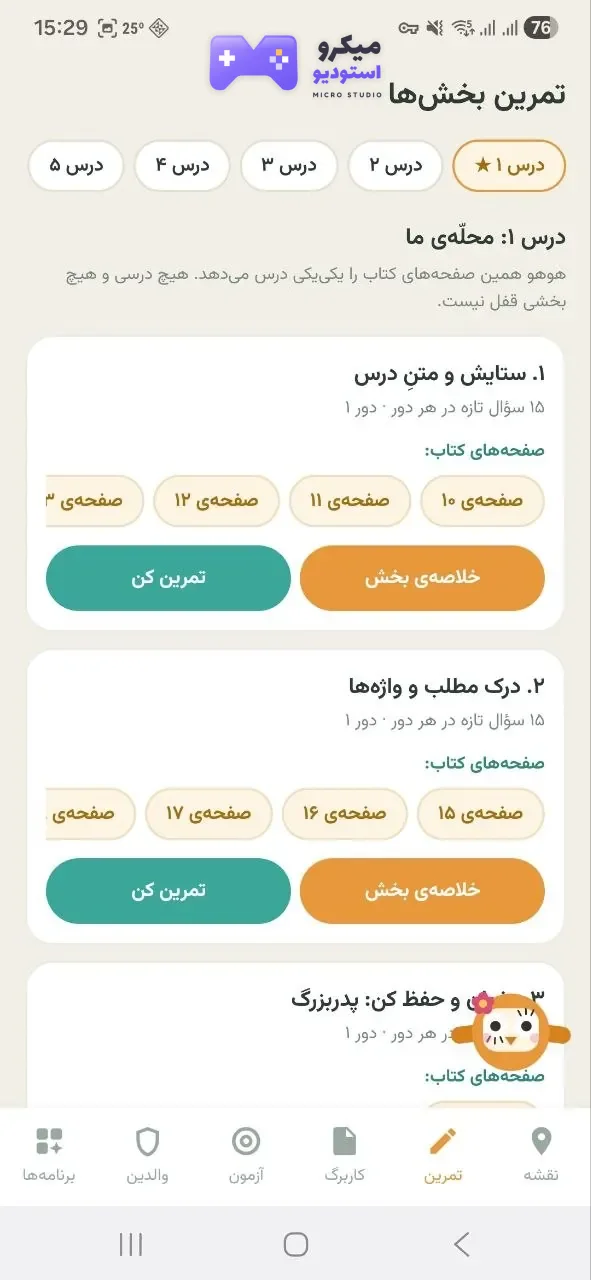 15:29 25° 76
میکرو
استودیو
MICRO STUDIO
تمرین بخش‌ها
درس ۱ ★ درس ۲ درس ۳ درس ۴ درس ۵
درس ۱: محلّه‌ی ما
هوهو همین صفحه‌های کتاب را یکی‌یکی درس می‌دهد. هیچ درسی و هیچ
بخشی قفل نیست.
۱. ستایش و متنِ درس
۱۵ سؤال تازه در هر دور · دور ۱
صفحه‌های کتاب:
صفحه‌ی ۱۰ صفحه‌ی ۱۱ صفحه‌ی ۱۲ صفحه‌ی
خلاصه‌ی بخش تمرین کن
۲. درک مطلب و واژه‌ها
۱۵ سؤال تازه در هر دور · دور ۱
صفحه‌های کتاب:
صفحه‌ی ۱۵ صفحه‌ی ۱۶ صفحه‌ی ۱۷ صفحه‌ی
خلاصه‌ی بخش تمرین کن
۳. و حفظ کن: پدربزرگ
در هر دور · دور ۱
صفحه‌های کتاب:
نقشه تمرین کاربرگ آزمون والدین برنامه‌ها